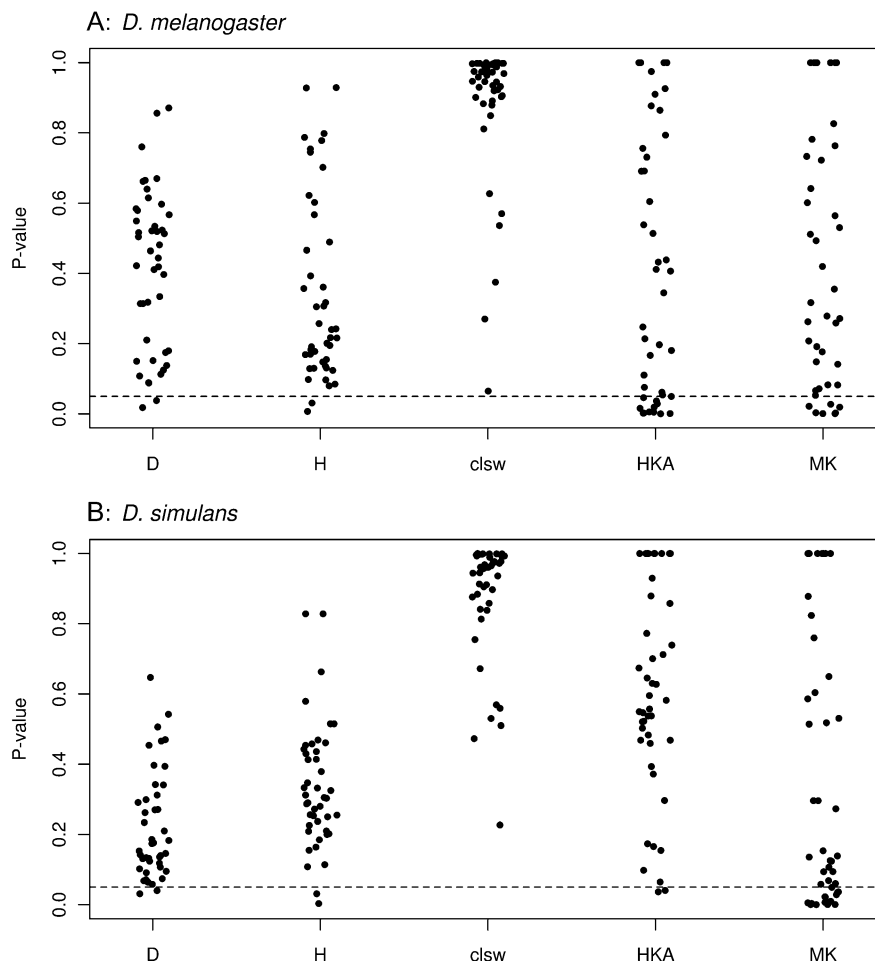 A: D. melanogaster
1.0
0.8
0.6
0.4
0.2
0.0
P-value
D H clsw HKA MK
B: D. simulans
1.0
0.8
0.6
0.4
0.2
0.0
P-value
D H clsw HKA MK